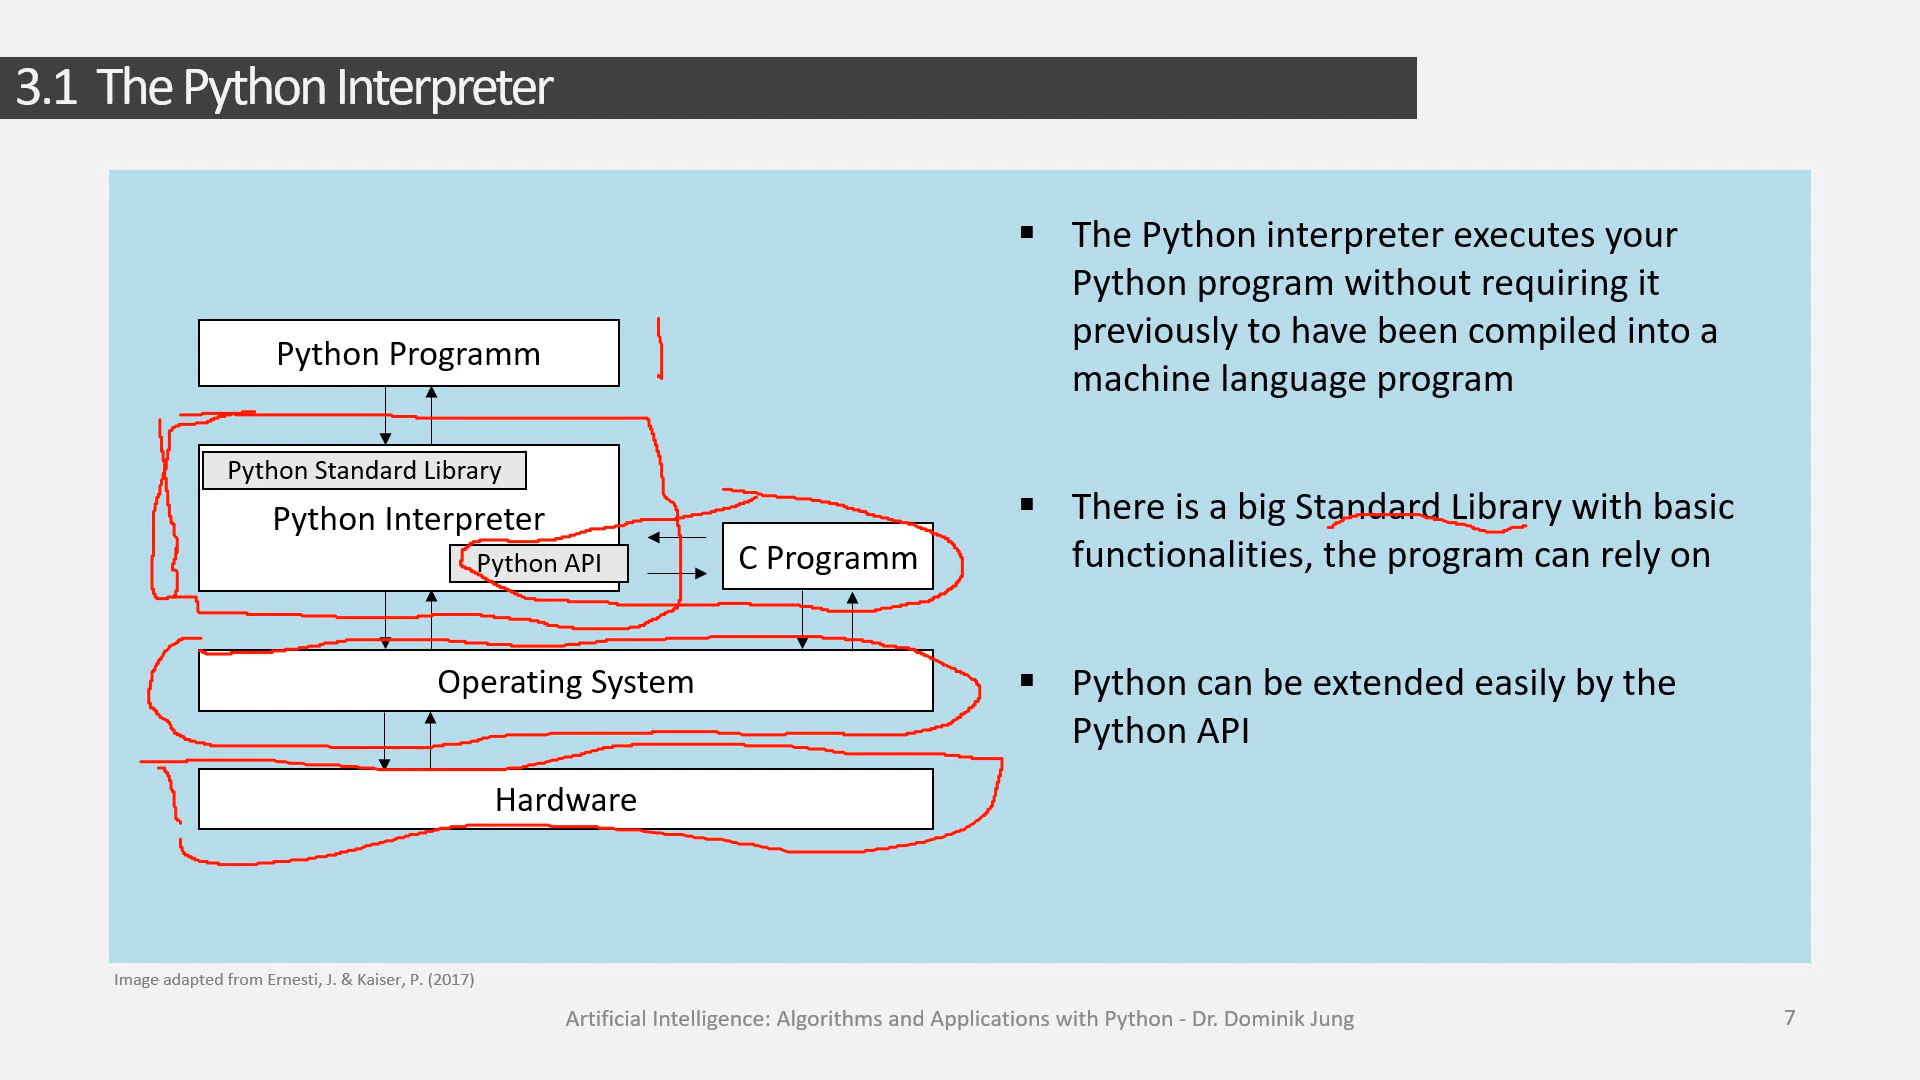 3.1 The Python Interpreter
Python Programm
Python Standard Library
Python Interpreter
Python API
C Programm
Operating System
Hardware
▪ The Python interpreter executes your
Python program without requiring it
previously to have been compiled into a
machine language program
▪ There is a big Standard Library with basic
functionalities, the program can rely on
▪ Python can be extended easily by the
Python API
Image adapted from Ernesti, J. & Kaiser, P. (2017)
Artificial Intelligence: Algorithms and Applications with Python - Dr. Dominik Jung
7